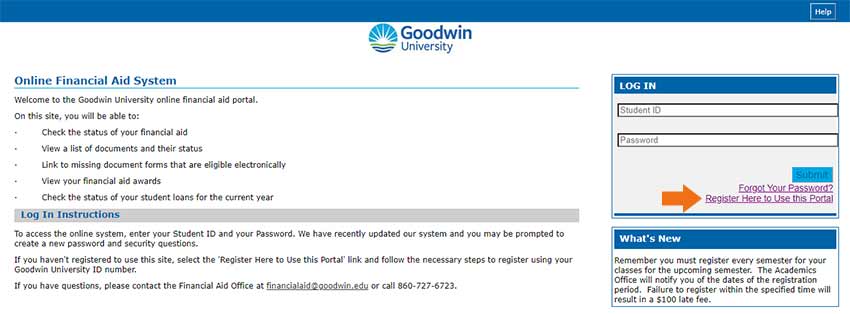 Help
Goodwin
University
Online Financial Aid System
Welcome to the Goodwin University online financial aid portal.
On this site, you will be able to:
· Check the status of your financial aid
· View a list of documents and their status
· Link to missing document forms that are eligible electronically
· View your financial aid awards
· Check the status of your student loans for the current year
Log In Instructions
To access the online system, enter your Student ID and your Password. We have recently updated our system and you may be prompted to
create a new password and security questions.
If you haven't registered to use this site, select the 'Register Here to Use this Portal' link and follow the necessary steps to register using your
Goodwin University ID number.
If you have questions, please contact the Financial Aid Office at financialaid@goodwin.edu or call 860-727-6723.
LOG IN
Student ID
Password
Submit
Forgot Your Password?
Register Here to Use this Portal
What's New
Remember you must register every semester for your
classes for the upcoming semester. The Academics
Office will notify you of the dates of the registration
period. Failure to register within the specified time will
result in a $100 late fee.